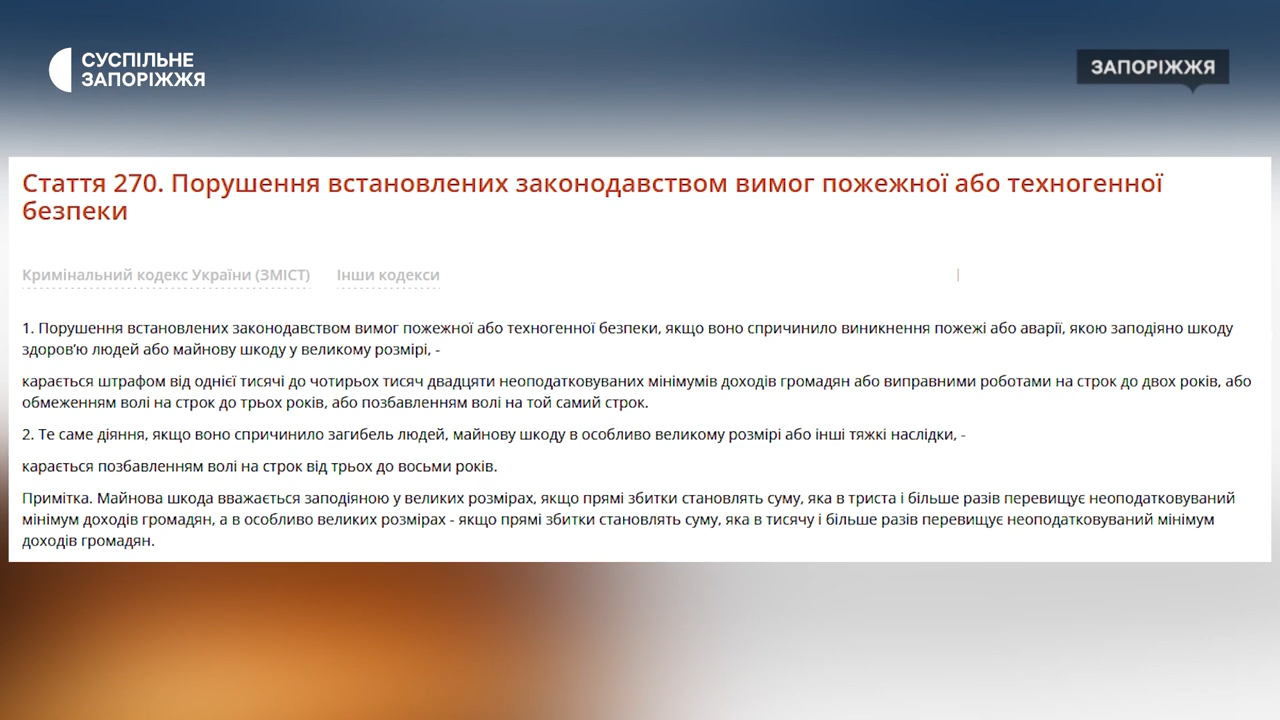 СУСПІЛЬНЕ
ЗАПОРІЖЖЯ
ЗАПОРІЖЖЯ
Стаття 270. Порушення встановлених законодавством вимог пожежної або техногенної
безпеки
Кримінальний кодекс України (ЗМІСТ) Інши кодекси |
1. Порушення встановлених законодавством вимог пожежної або техногенної безпеки, якщо воно спричинило виникнення пожежі або аварії, якою заподіяно шкоду
здоров’ю людей або майнову шкоду у великому розмірі, -
карається штрафом від однієї тисячі до чотирьох тисяч двадцяти неоподатковуваних мінімумів доходів громадян або виправними роботами на строк до двох років, або
обмеженням волі на строк до трьох років, або позбавленням волі на той самий строк.
2. Те саме діяння, якщо воно спричинило загибель людей, майнову шкоду в особливо великому розмірі або інші тяжкі наслідки, -
карається позбавленням волі на строк від трьох до восьми років.
Примітка. Майнова шкода вважається заподіяною у великих розмірах, якщо прямі збитки становлять суму, яка в триста і більше разів перевищує неоподатковуваний
мінімум доходів громадян, а в особливо великих розмірах - якщо прямі збитки становлять суму, яка в тисячу і більше разів перевищує неоподатковуваний мінімум
доходів громадян.